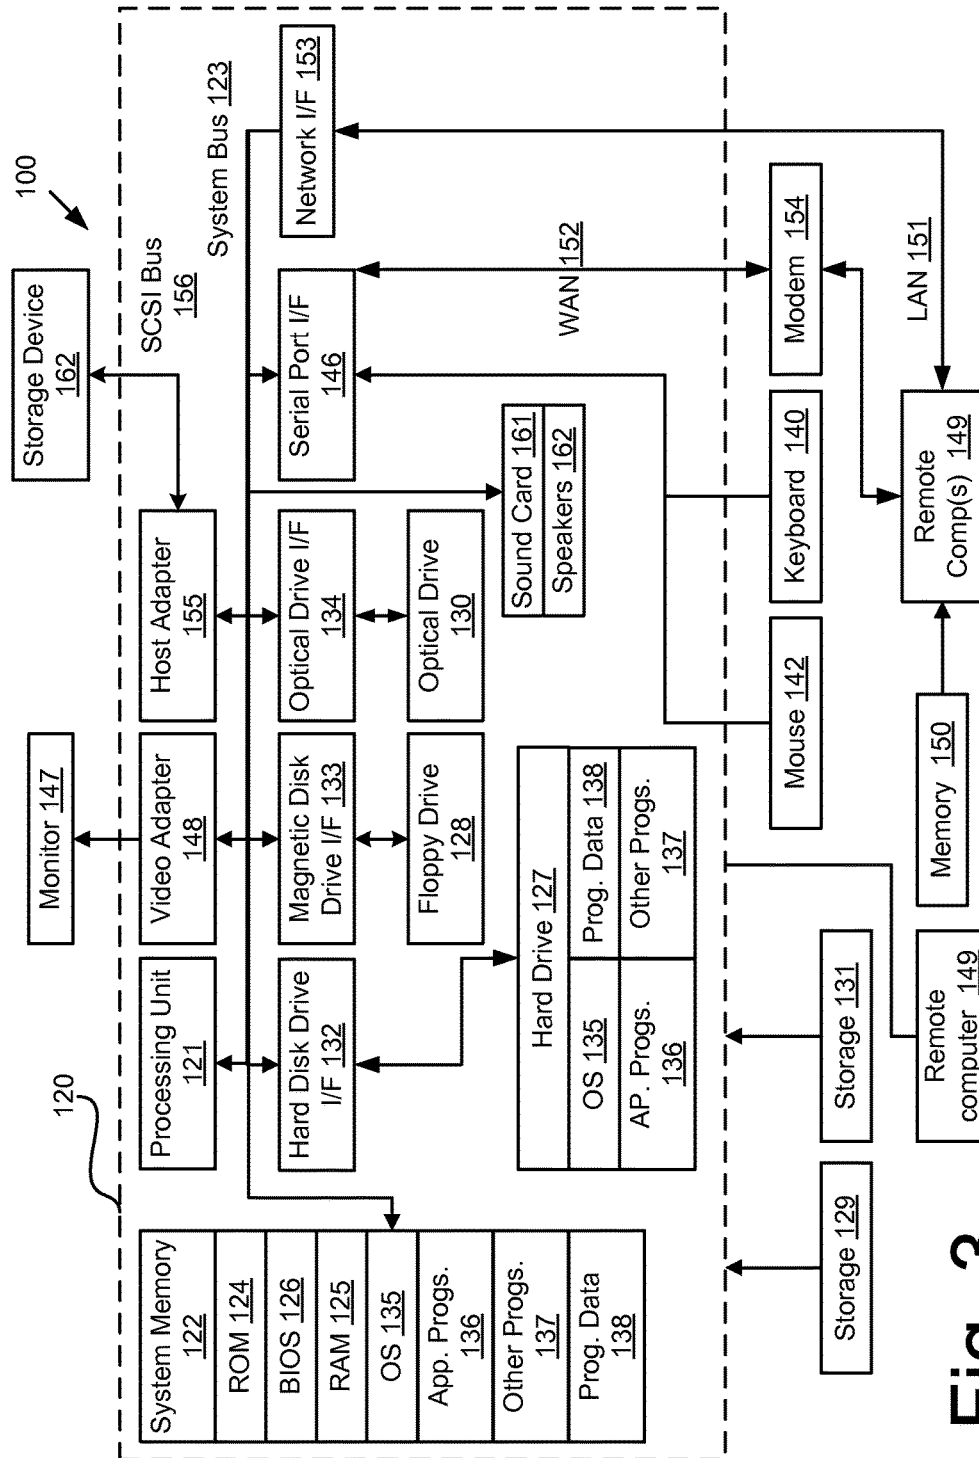 100
120
Monitor 147
Storage Device
162
SCSI Bus
156
System Memory
122
ROM 124
BIOS 126
RAM 125
OS 135
App. Progs.
136
Other Progs.
137
Prog. Data
138
Processing Unit
121
Video Adapter
148
Host Adapter
155
System Bus 123
Hard Disk Drive
I/F 132
Magnetic Disk
Drive I/F 133
Optical Drive I/F
134
Serial Port I/F
146
Network I/F 153
Floppy Drive
128
Optical Drive
130
Sound Card 161
Speakers 162
Hard Drive 127
OS 135
Prog. Data 138
AP. Progs.
136
Other Progs.
137
WAN 152
Storage 129
Storage 131
Mouse 142
Keyboard 140
Modem 154
Remote
computer 149
Memory 150
Remote
Comp(s) 149
LAN 151